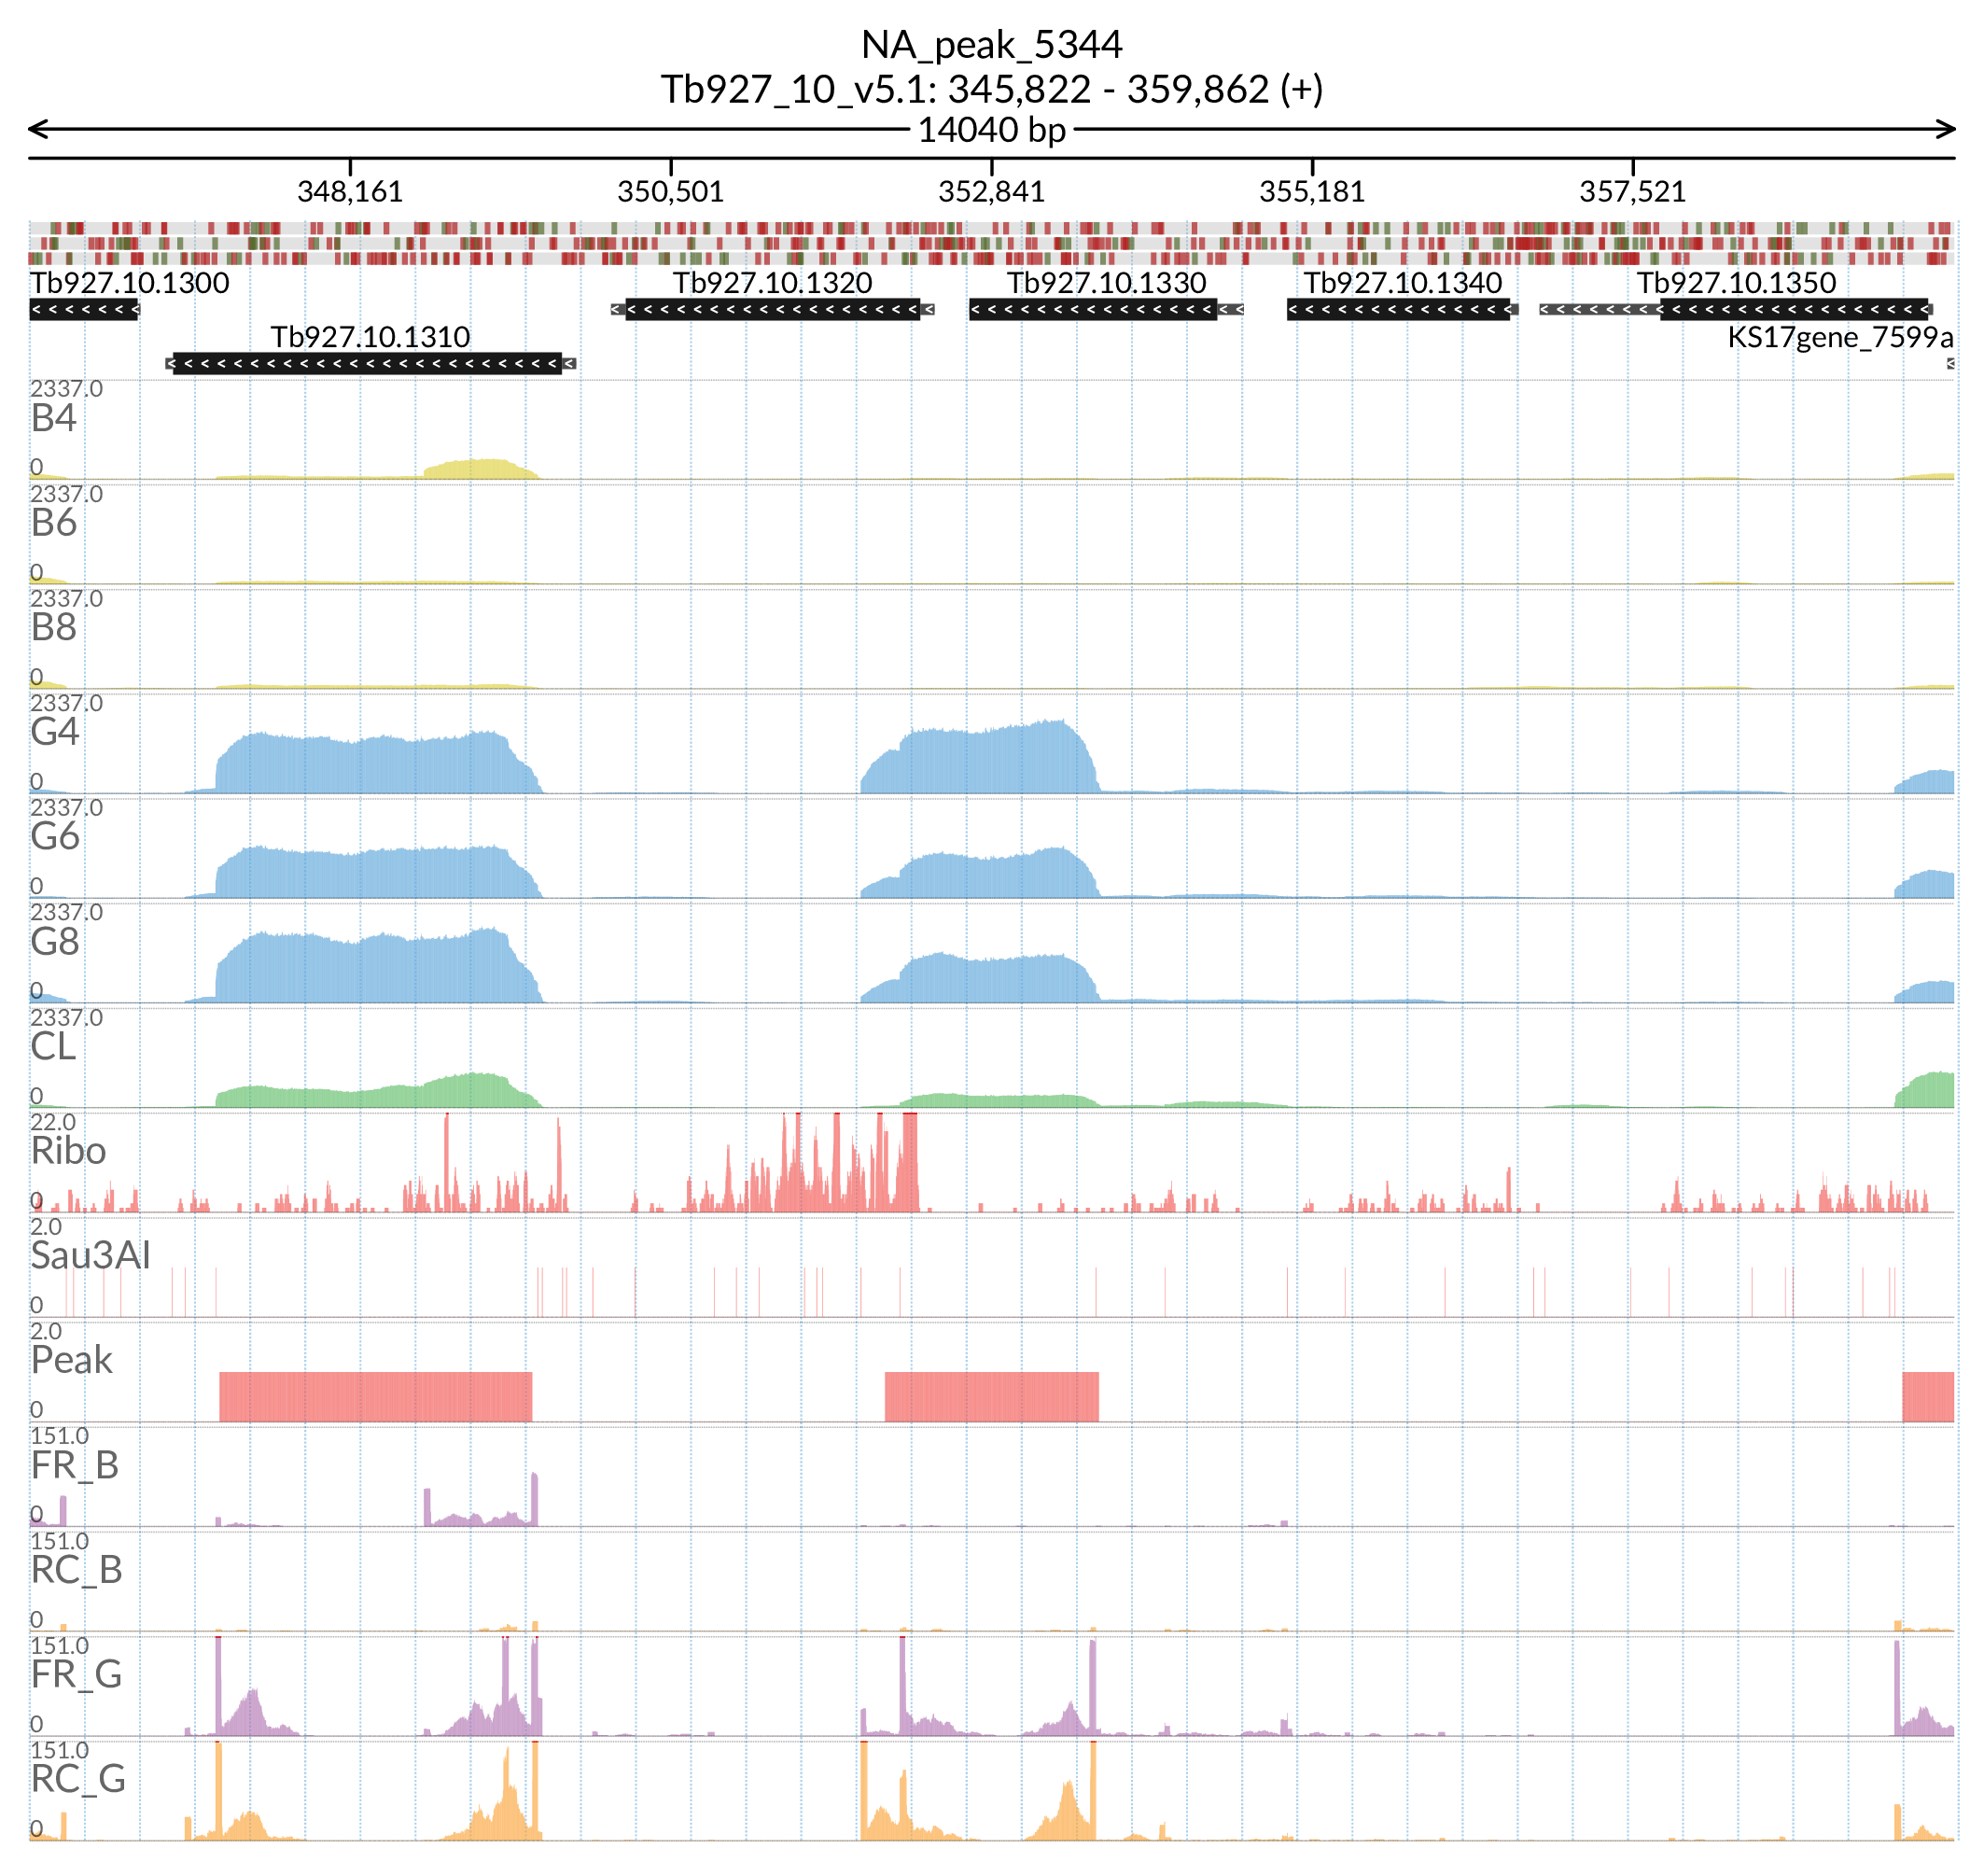 NA_peak_5344
Tb927_10_v5.1: 345,822 - 359,862 (+)
14040 bp
348,161 350,501 352,841 355,181 357,521
Tb927.10.1300 Tb927.10.1320 Tb927.10.1330 Tb927.10.1340 Tb927.10.1350
Tb927.10.1310 KS17gene_7599a
2337.0
B4
0
2337.0
B6
0
2337.0
B8
0
2337.0
G4
0
2337.0
G6
0
2337.0
G8
0
2337.0
CL
0
22.0
Ribo
0
2.0
Sau3AI
0
2.0
Peak
0
151.0
FR_B
0
151.0
RC_B
0
151.0
FR_G
0
151.0
RC_G
0